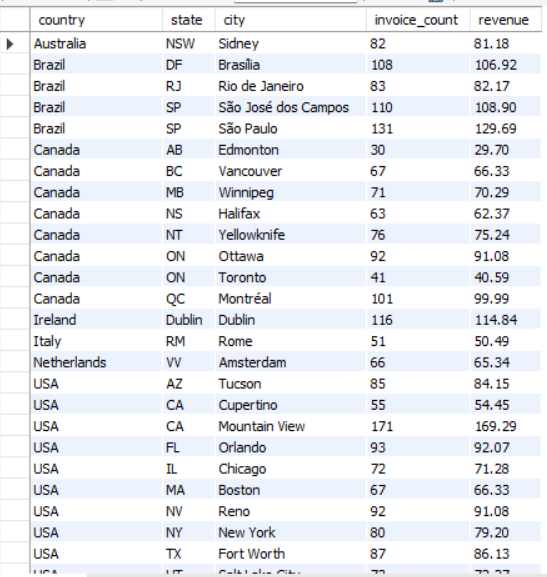 country state city invoice_count revenue
Australia NSW Sidney 82 81.18
Brazil DF Brasília 108 106.92
Brazil RJ Rio de Janeiro 83 82.17
Brazil SP São José dos Campos 110 108.90
Brazil SP São Paulo 131 129.69
Canada AB Edmonton 30 29.70
Canada BC Vancouver 67 66.33
Canada MB Winnipeg 71 70.29
Canada NS Halifax 63 62.37
Canada NT Yellowknife 76 75.24
Canada ON Ottawa 92 91.08
Canada ON Toronto 41 40.59
Canada QC Montréal 101 99.99
Ireland Dublin Dublin 116 114.84
Italy RM Rome 51 50.49
Netherlands VV Amsterdam 66 65.34
USA AZ Tucson 85 84.15
USA CA Cupertino 55 54.45
USA CA Mountain View 171 169.29
USA FL Orlando 93 92.07
USA IL Chicago 72 71.28
USA MA Boston 67 66.33
USA NV Reno 92 91.08
USA NY New York 80 79.20
USA TX Fort Worth 87 86.13
USA UT Salt Lake City